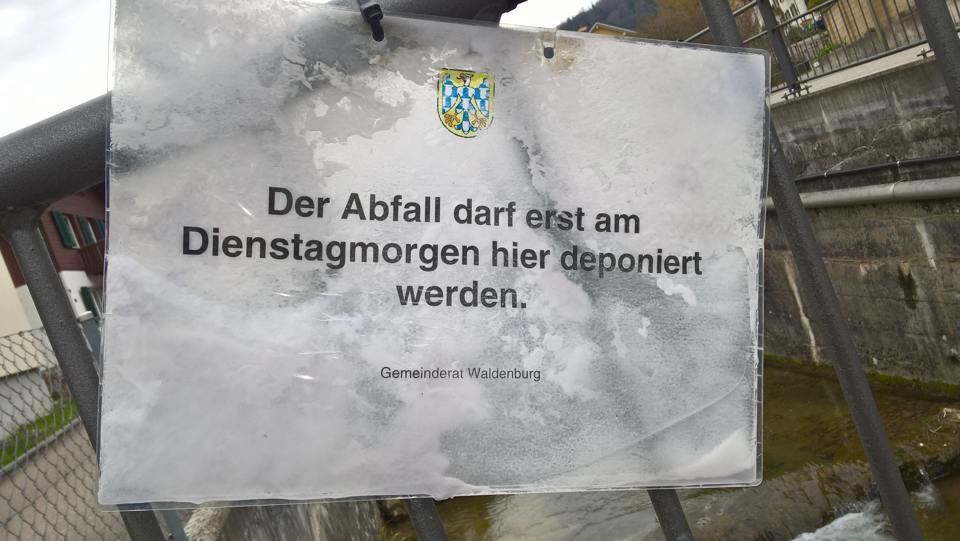 Der Abfall darf erst am
Dienstagmorgen hier deponiert
werden.
Gemeinderat Waldenburg